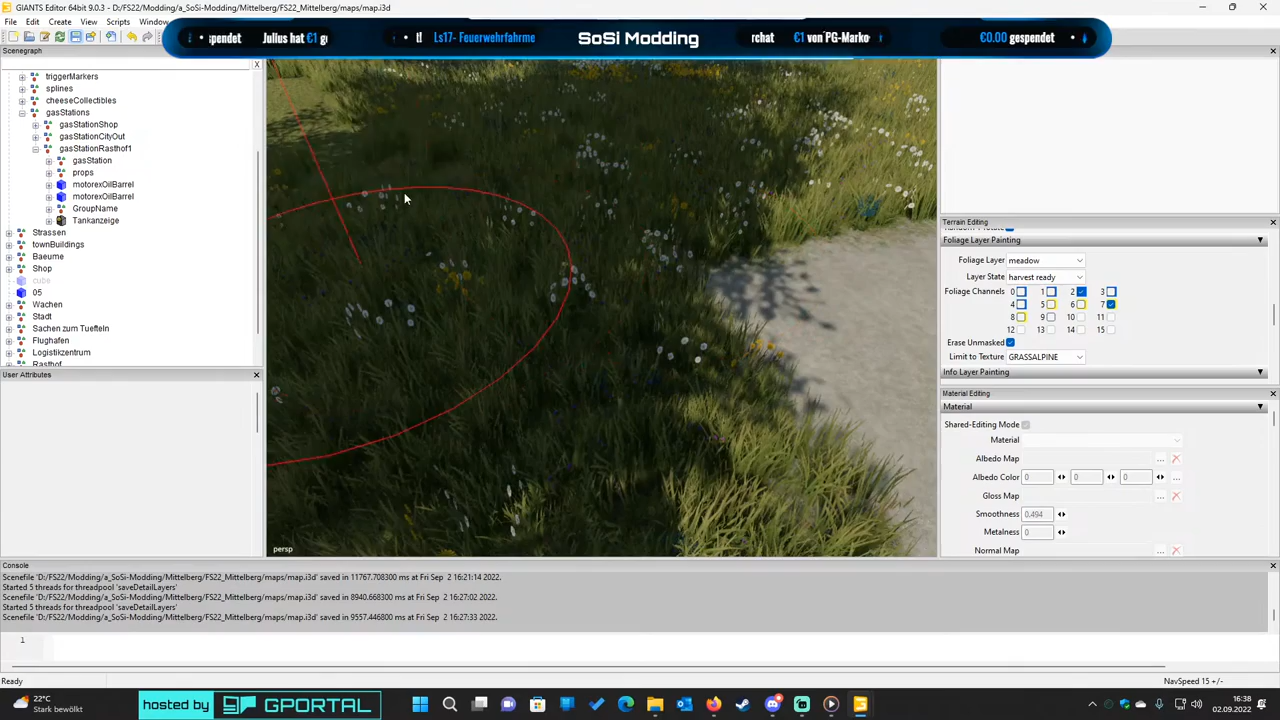 GIANTS Editor 64bit 9.0.3 - D:/FS22/Modding/a_SoSi-Modding/Mittelberg/FS22_Mittelberg/maps/map.i3d
File Edit Create View Scripts Window
spendet Julius hat €1 g t! Ls17- Feuerwehrfahrme SoSi Modding rchat €1 von PG-Marko €0.00 gespendet
Scenegraph
triggerMarkers
splines
cheeseCollectibles
gasStations
gasStationShop
gasStationCityOut
gasStationRasthof1
gasStation
props
motorexOilBarrel
motorexOilBarrel
GroupName
Tankanzeige
Strassen
townBuildings
Baeume
Shop
cube
05
Wachen
Stadt
Sachen zum Tuefteln
Flughafen
Logistikzentrum
Rasthof
User Attributes
persp
Terrain Editing
Foliage Layer Painting
Foliage Layer meadow
Layer State harvest ready
Foliage Channels 0 1 2 3
4 5 6 7
8 9 10 11
12 13 14 15
Erase Unmasked
Limit to Texture GRASSALPINE
Info Layer Painting
Material Editing
Material
Shared-Editing Mode
Material
Albedo Map ...
Albedo Color 0 0 0 ...
Gloss Map ...
Smoothness 0.494
Metalness 0
Normal Map ...
Console
Scenefile 'D:/FS22/Modding/a_SoSi-Modding/Mittelberg/FS22_Mittelberg/maps/map.i3d' saved in 11767.708300 ms at Fri Sep 2 16:21:14 2022.
Started 5 threads for threadpool 'saveDetailLayers'
Scenefile 'D:/FS22/Modding/a_SoSi-Modding/Mittelberg/FS22_Mittelberg/maps/map.i3d' saved in 8940.668300 ms at Fri Sep 2 16:27:02 2022.
Started 5 threads for threadpool 'saveDetailLayers'
Scenefile 'D:/FS22/Modding/a_SoSi-Modding/Mittelberg/FS22_Mittelberg/maps/map.i3d' saved in 9557.446800 ms at Fri Sep 2 16:27:33 2022.
1
Ready
NavSpeed 15 +/-
22°C
Stark bewölkt
hosted by GPORTAL
16:38
02.09.2022